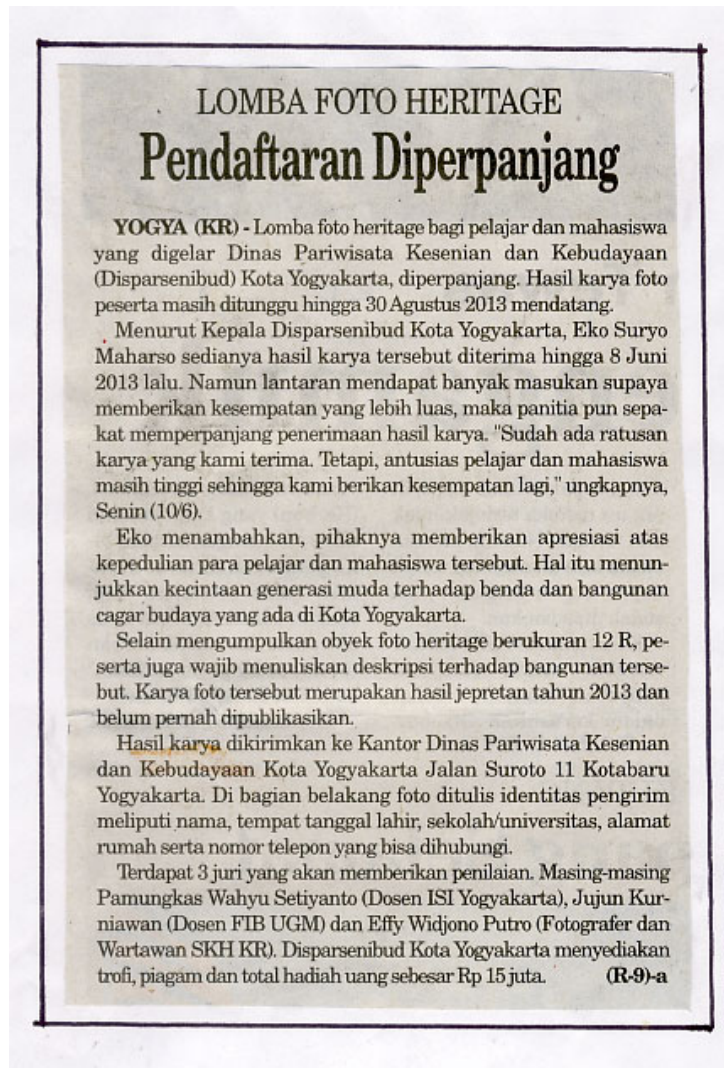 LOMBA FOTO HERITAGE
Pendaftaran Diperpanjang
YOGYA (KR) - Lomba foto heritage bagi pelajar dan mahasiswa
yang digelar Dinas Pariwisata Kesenian dan Kebudayaan
(Disparsenibud) Kota Yogyakarta, diperpanjang. Hasil karya foto
peserta masih ditunggu hingga 30 Agustus 2013 mendatang.
Menurut Kepala Disparsenibud Kota Yogyakarta, Eko Suryo
Maharso sedianya hasil karya tersebut diterima hingga 8 Juni
2013 lalu. Namun lantaran mendapat banyak masukan supaya
memberikan kesempatan yang lebih luas, maka panitia pun sepa-
kat memperpanjang penerimaan hasil karya. "Sudah ada ratusan
karya yang kami terima. Tetapi, antusias pelajar dan mahasiswa
masih tinggi sehingga kami berikan kesempatan lagi," ungkapnya,
Senin (10/6).
Eko menambahkan, pihaknya memberikan apresiasi atas
kepedulian para pelajar dan mahasiswa tersebut. Hal itu menun-
jukkan kecintaan generasi muda terhadap benda dan bangunan
cagar budaya yang ada di Kota Yogyakarta.
Selain mengumpulkan obyek foto heritage berukuran 12 R, pe-
serta juga wajib menuliskan deskripsi terhadap bangunan terse-
but. Karya foto tersebut merupakan hasil jepretan tahun 2013 dan
belum pernah dipublikasikan.
Hasil karya dikirimkan ke Kantor Dinas Pariwisata Kesenian
dan Kebudayaan Kota Yogyakarta Jalan Suroto 11 Kotabaru
Yogyakarta. Di bagian belakang foto ditulis identitas pengirim
meliputi nama, tempat tanggal lahir, sekolah/universitas, alamat
rumah serta nomor telepon yang bisa dihubungi.
Terdapat 3 juri yang akan memberikan penilaian. Masing-masing
Pamungkas Wahyu Setiyanto (Dosen ISI Yogyakarta), Jujun Kur-
niawan (Dosen FIB UGM) dan Effy Widjono Putro (Fotografer dan
Wartawan SKH KR). Disparsenibud Kota Yogyakarta menyediakan
trofi, piagam dan total hadiah uang sebesar Rp 15 juta. (R-9)-a